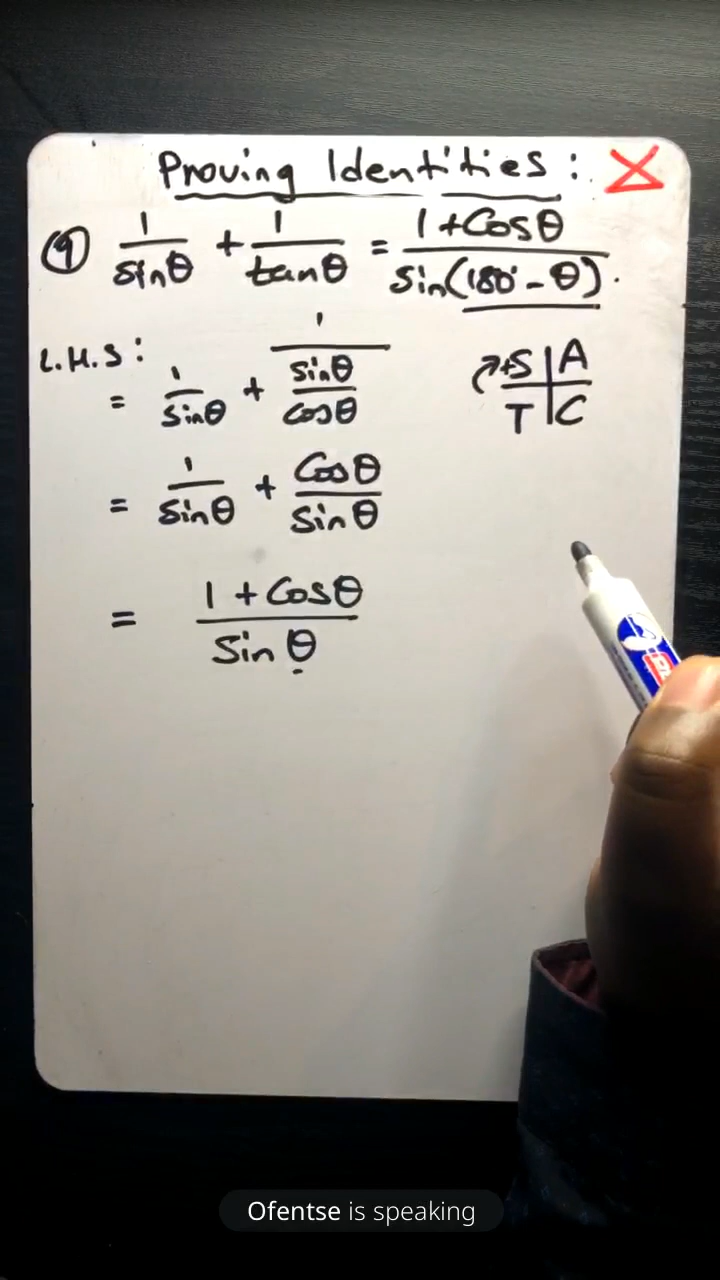 Proving Identities: X
(9) 1/sinθ + 1/tanθ = 1+Cosθ/sin(180°-θ).
L.H.S:
= 1/sinθ + 1/(sinθ/cosθ)
+S A
T C
= 1/sinθ + Cosθ/sinθ
= 1+Cosθ/Sinθ
Ofentse is speaking